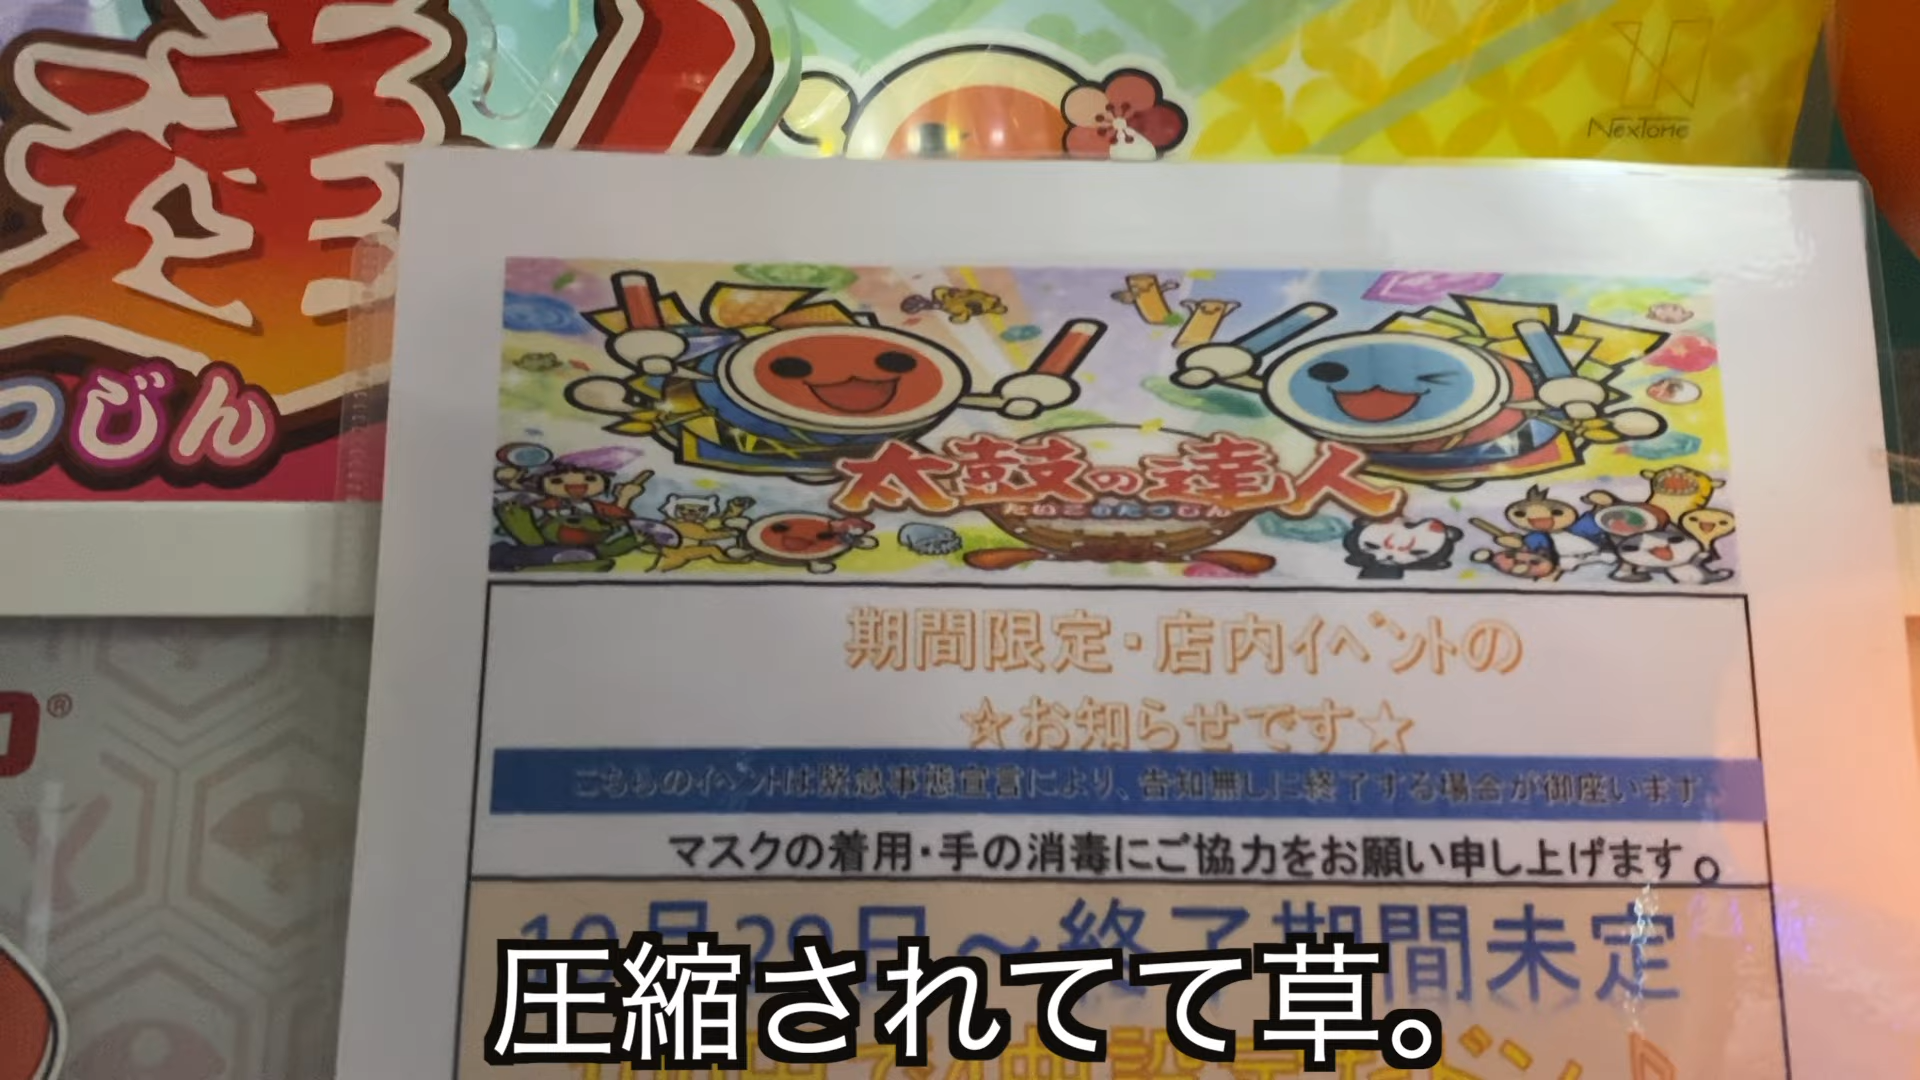 達人
つじん
NexTone
®
太鼓の達人
たいこのたつじん
期間限定・店内イベントの
☆お知らせです☆
こちらのイベントは緊急事態宣言により、告知無しに終了する場合が御座います
マスクの着用・手の消毒にご協力をお願い申し上げます。
～終了期間未定
圧縮されてて草。